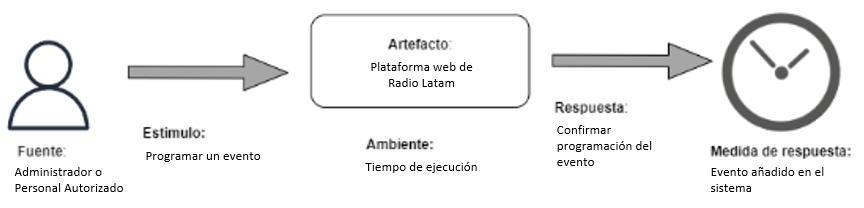 Fuente:
Administrador o
Personal Autorizado
Estimulo:
Programar un evento
Artefacto:
Plataforma web de
Radio Latam
Ambiente:
Tiempo de ejecución
Respuesta:
Confirmar
programación del
evento
Medida de respuesta:
Evento añadido en el
sistema